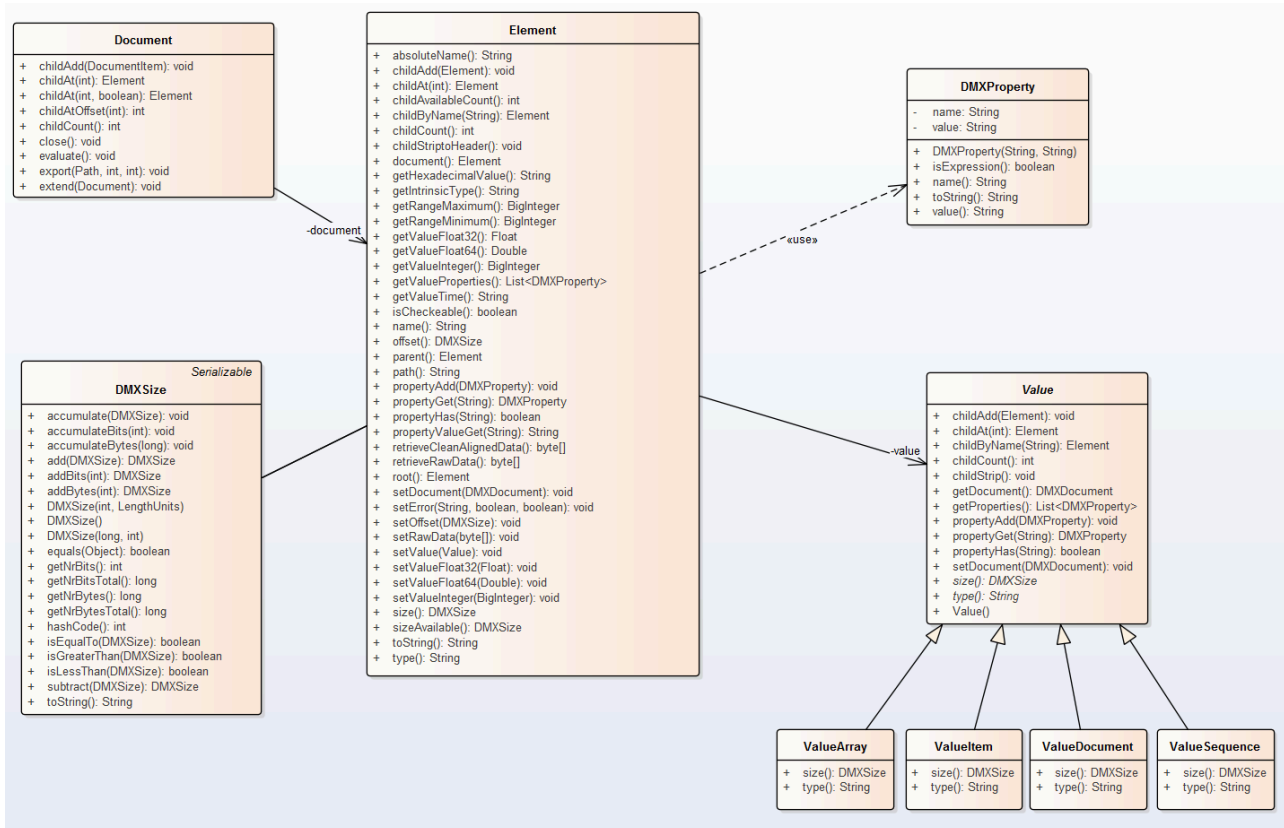 Document
+ childAdd(DocumentItem): void
+ childAt(int): Element
+ childAt(int, boolean): Element
+ childAtOffset(int): int
+ childCount(): int
+ close(): void
+ evaluate(): void
+ export(Path, int, int): void
+ extend(Document): void
-document
Element
+ absoluteName(): String
+ childAdd(Element): void
+ childAt(int): Element
+ childAvailableCount(): int
+ childByName(String): Element
+ childCount(): int
+ childStriptoHeader(): void
+ document(): Element
+ getHexadecimalValue(): String
+ getIntrinsicType(): String
+ getRangeMaximum(): BigInteger
+ getRangeMinimum(): BigInteger
+ getValueFloat32(): Float
+ getValueFloat64(): Double
+ getValueInteger(): BigInteger
+ getValueProperties(): List<DMXProperty>
+ getValueTime(): String
+ isCheckeable(): boolean
+ name(): String
+ offset(): DMXSize
+ parent(): Element
+ path(): String
+ propertyAdd(DMXProperty): void
+ propertyGet(String): DMXProperty
+ propertyHas(String): boolean
+ propertyValueGet(String): String
+ retrieveCleanAlignedData(): byte[]
+ retrieveRawData(): byte[]
+ root(): Element
+ setDocument(DMXDocument): void
+ setError(String, boolean, boolean): void
+ setOffset(DMXSize): void
+ setRawData(byte[]): void
+ setValue(Value): void
+ setValueFloat32(Float): void
+ setValueFloat64(Double): void
+ setValueInteger(BigInteger): void
+ size(): DMXSize
+ sizeAvailable(): DMXSize
+ toString(): String
+ type(): String
DMXProperty
- name: String
- value: String
+ DMXProperty(String, String)
+ isExpression(): boolean
+ name(): String
+ toString(): String
+ value(): String
«use»
Serializable
DMXSize
+ accumulate(DMXSize): void
+ accumulateBits(int): void
+ accumulateBytes(long): void
+ add(DMXSize): DMXSize
+ addBits(int): DMXSize
+ addBytes(int): DMXSize
+ DMXSize(int, LengthUnits)
+ DMXSize()
+ DMXSize(long, int)
+ equals(Object): boolean
+ getNrBits(): int
+ getNrBitsTotal(): long
+ getNrBytes(): long
+ getNrBytesTotal(): long
+ hashCode(): int
+ isEqualTo(DMXSize): boolean
+ isGreaterThan(DMXSize): boolean
+ isLessThan(DMXSize): boolean
+ subtract(DMXSize): DMXSize
+ toString(): String
-value
Value
+ childAdd(Element): void
+ childAt(int): Element
+ childByName(String): Element
+ childCount(): int
+ childStrip(): void
+ getDocument(): DMXDocument
+ getProperties(): List<DMXProperty>
+ propertyAdd(DMXProperty): void
+ propertyGet(String): DMXProperty
+ propertyHas(String): boolean
+ setDocument(DMXDocument): void
+ size(): DMXSize
+ type(): String
+ Value()
ValueArray
+ size(): DMXSize
+ type(): String
ValueItem
+ size(): DMXSize
+ type(): String
ValueDocument
+ size(): DMXSize
+ type(): String
ValueSequence
+ size(): DMXSize
+ type(): String